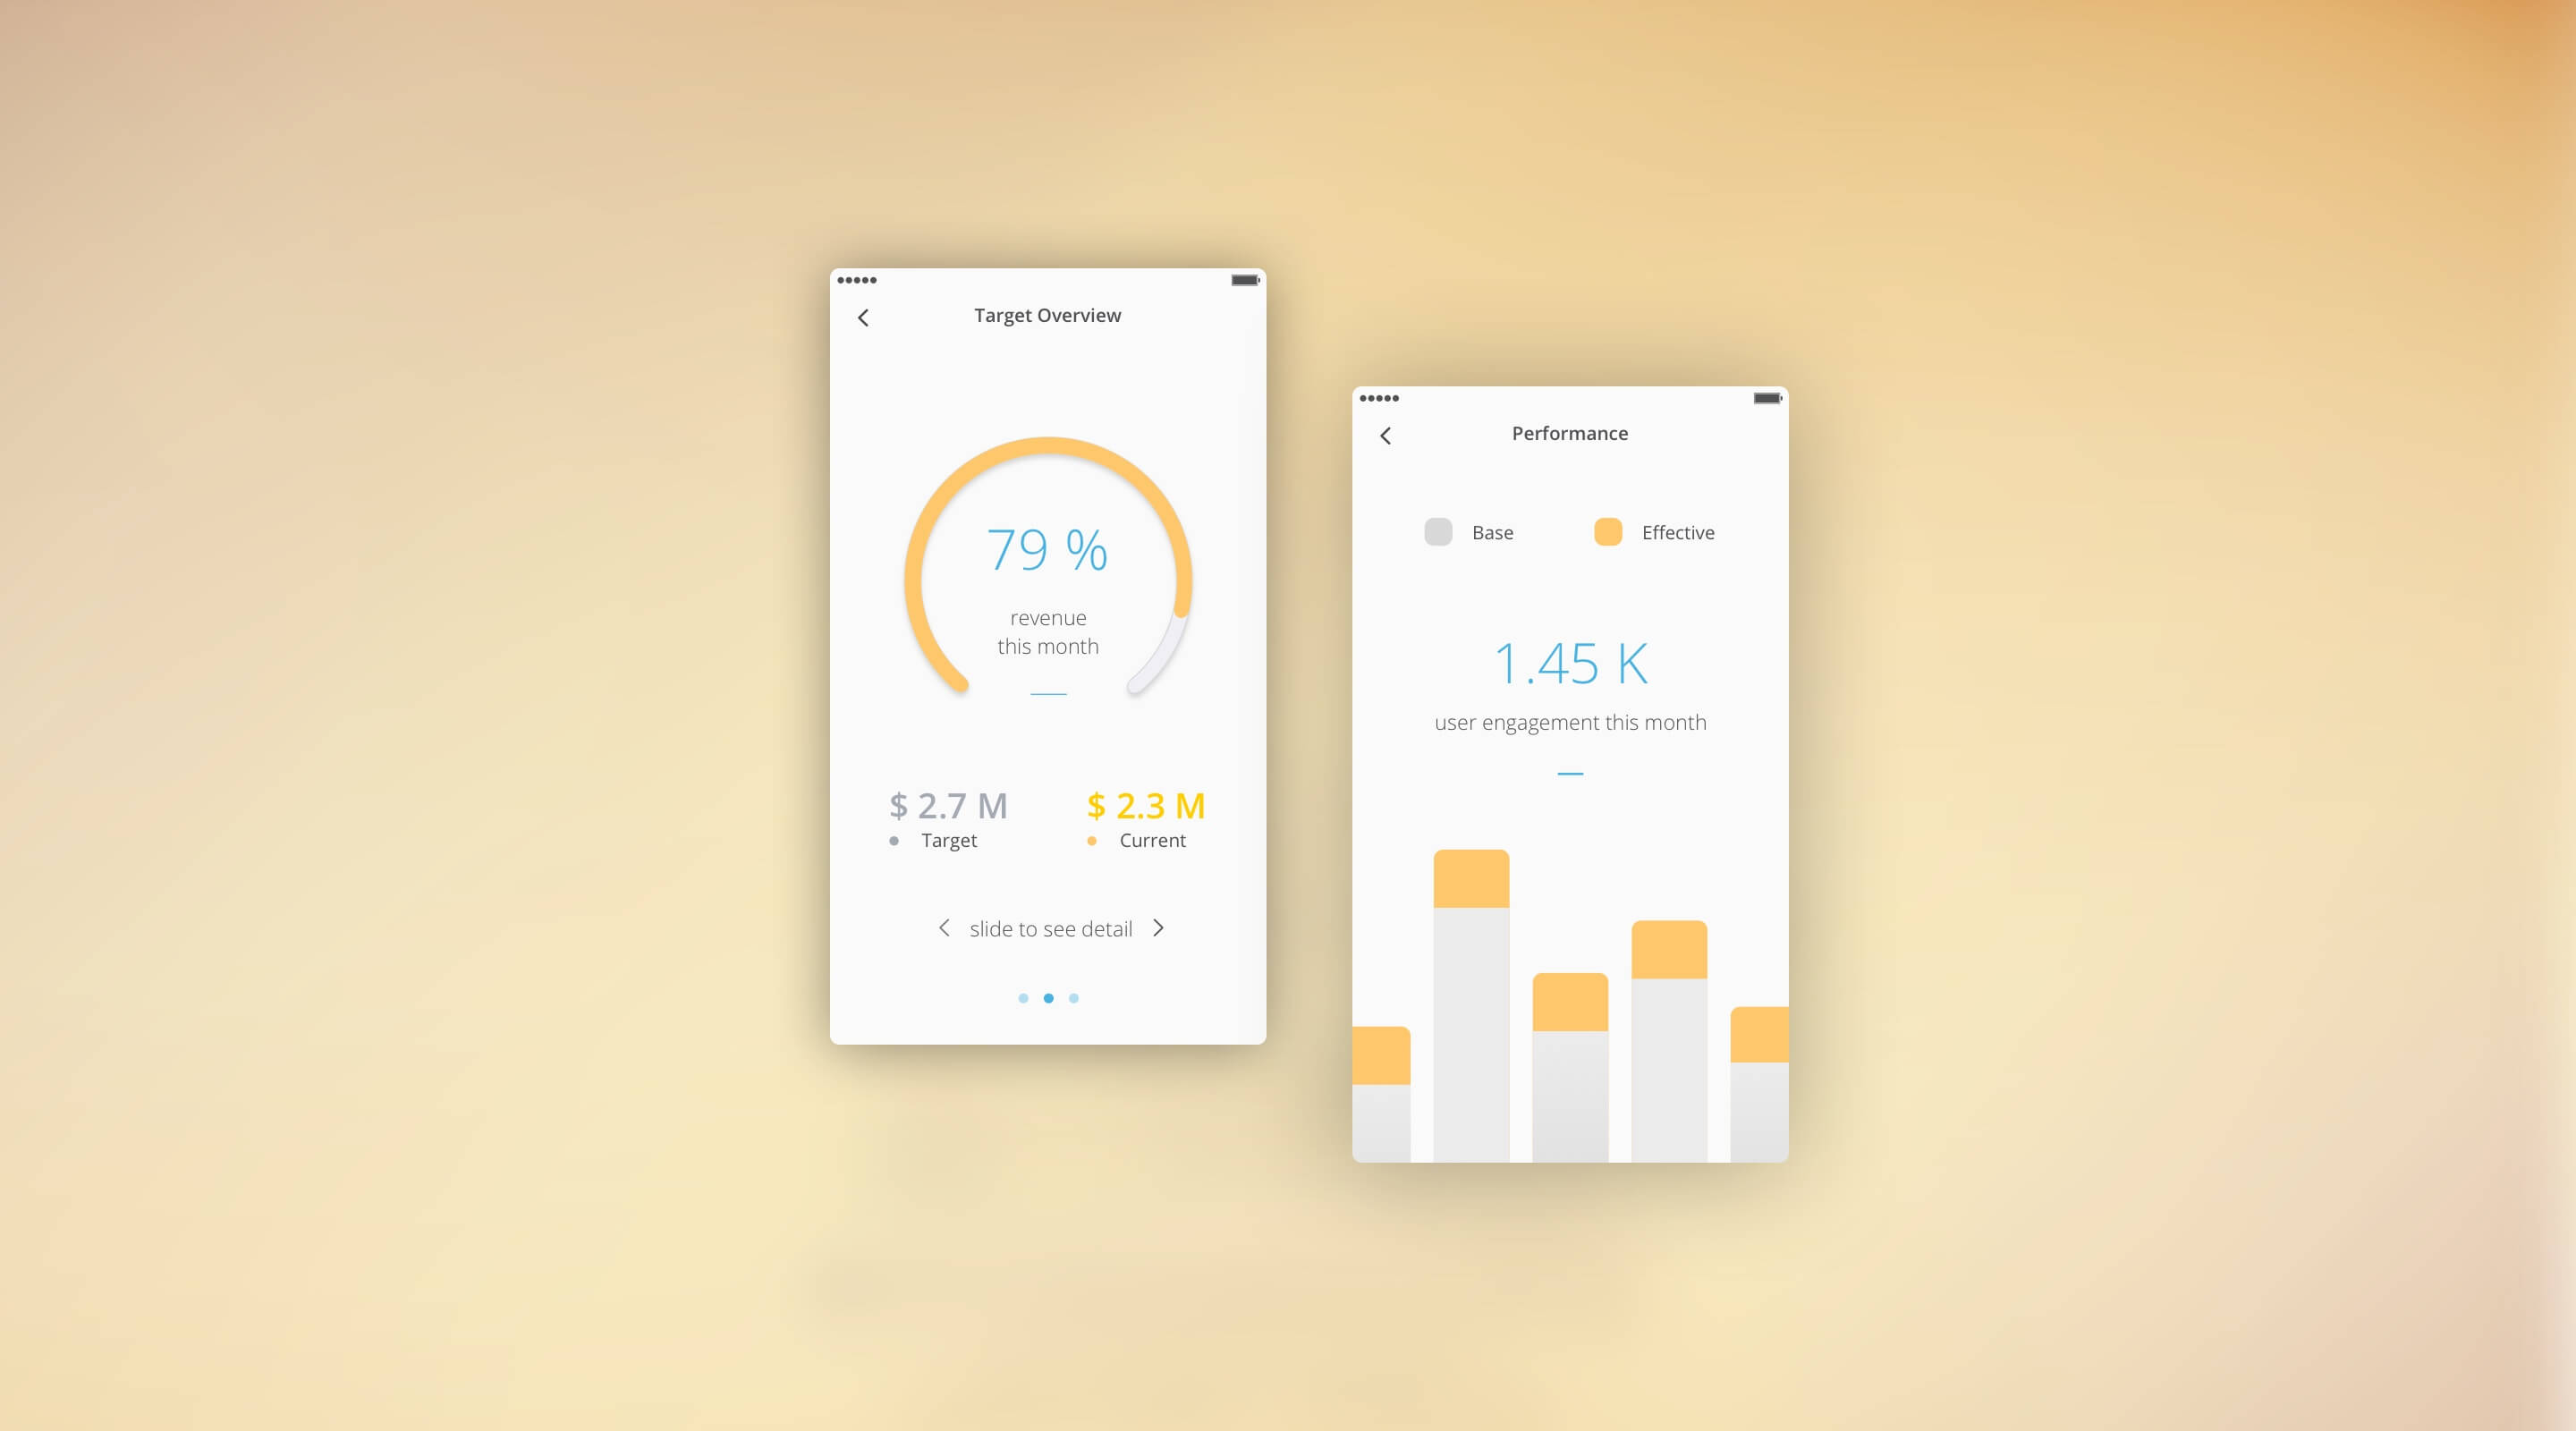 Target Overview
79 %
revenue
this month
$ 2.7 M
$ 2.3 M
Target
Current
slide to see detail
Performance
Base
Effective
1.45 K
user engagement this month